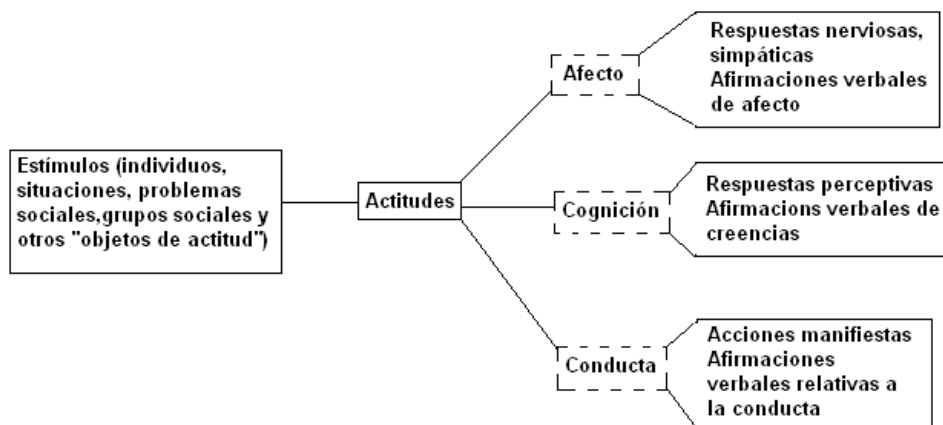 Estímulos (individuos,
situaciones, problemas
sociales,grupos sociales y
otros "objetos de actitud")
Actitudes
Afecto
Respuestas nerviosas,
simpáticas
Afirmaciones verbales
de afecto
Cognición
Respuestas perceptivas
Afirmacions verbales de
creencias
Conducta
Acciones manifiestas
Afirmaciones
verbales relativas a
la conducta